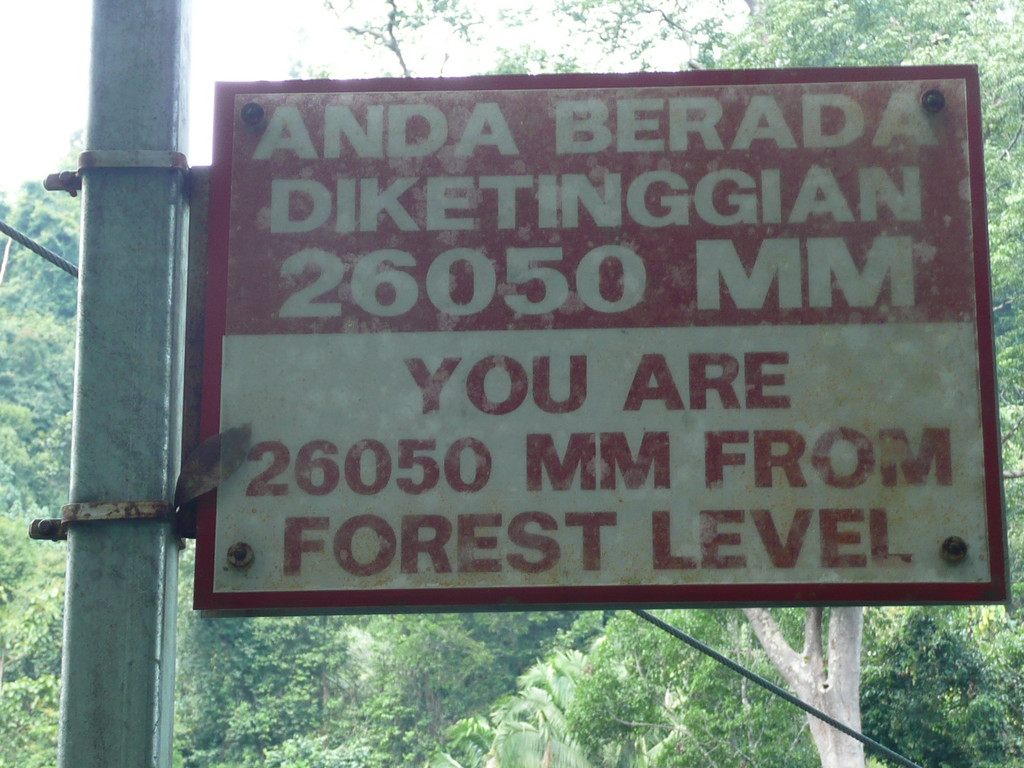 ANDA BERADA
DIKETINGGIAN
26050 MM
YOU ARE
26050 MM FROM
FOREST LEVEL